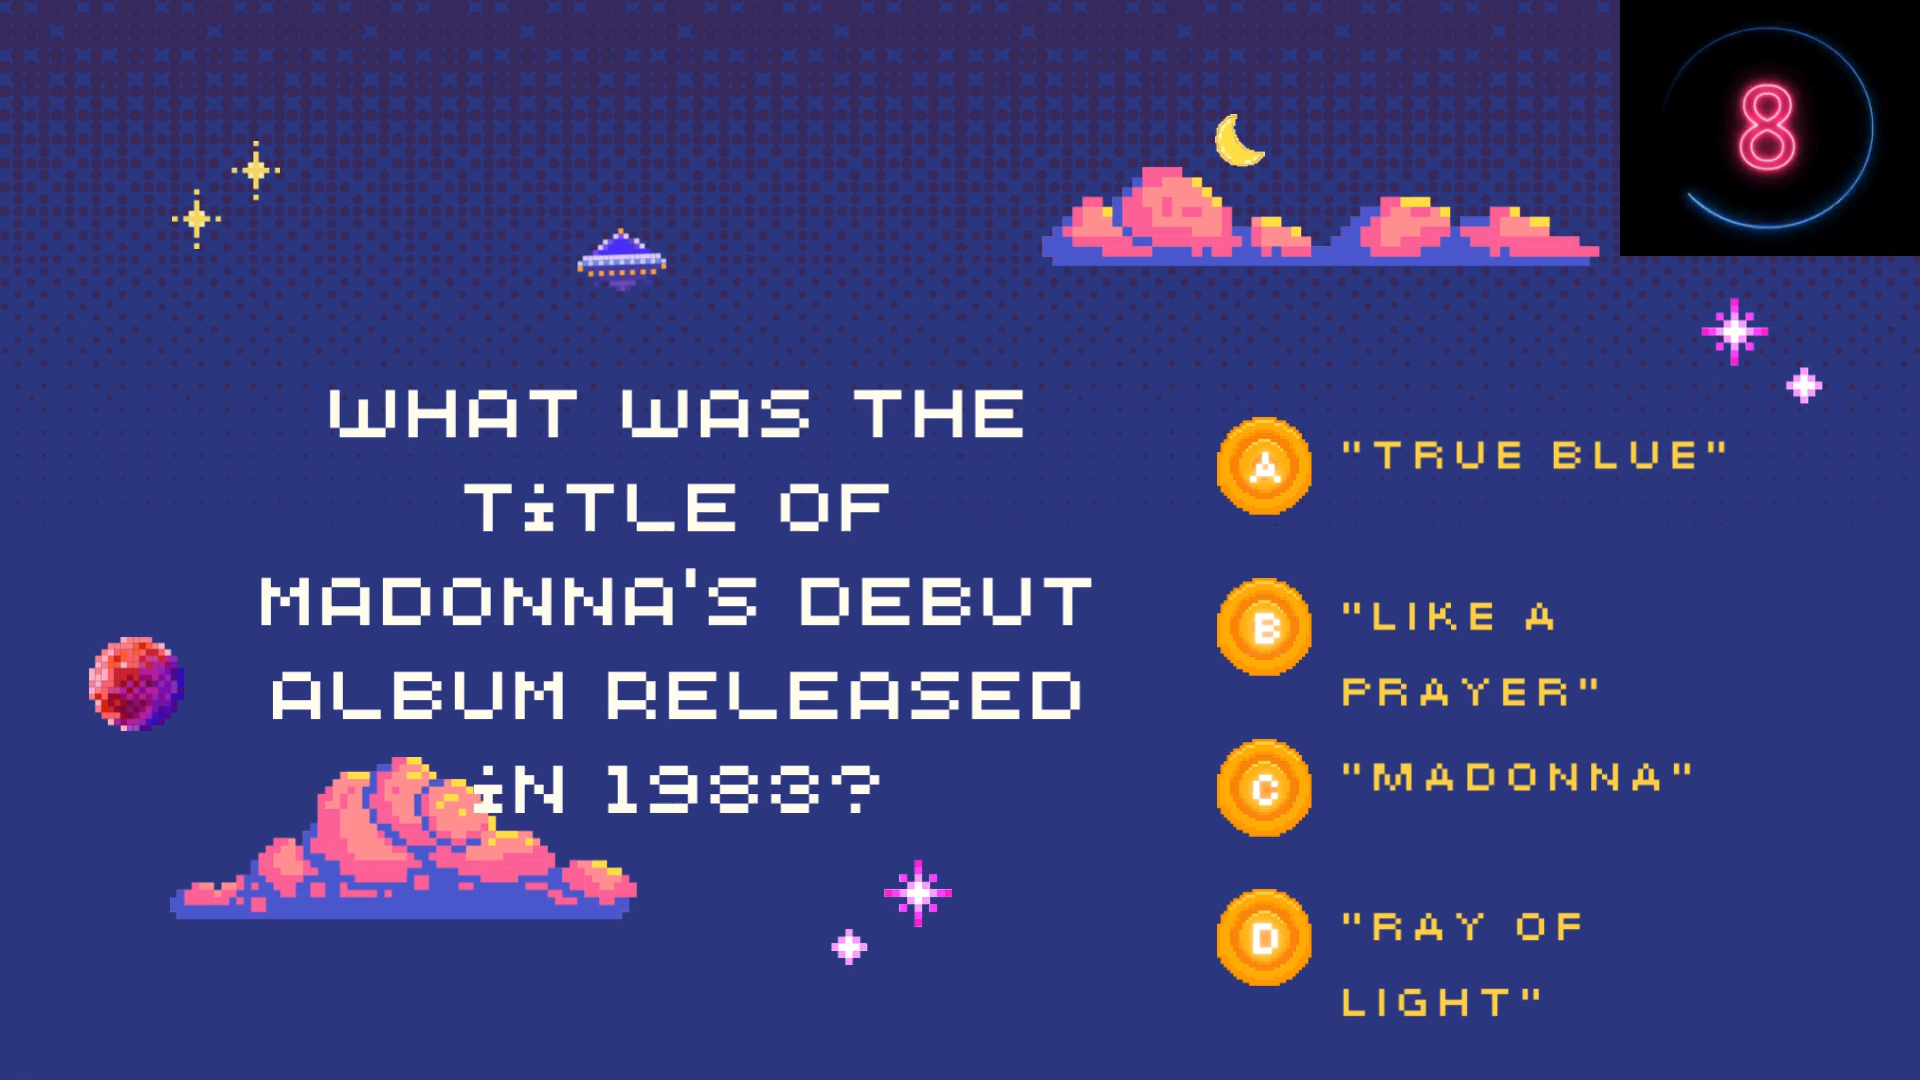 8
WHAT WAS THE
TiTLE OF
MADONNA'S DEBUT
ALBUM RELEASED
iN 1983?
A "TRUE BLUE"
B "LIKE A
PRAYER"
C "MADONNA"
D "RAY OF
LIGHT"